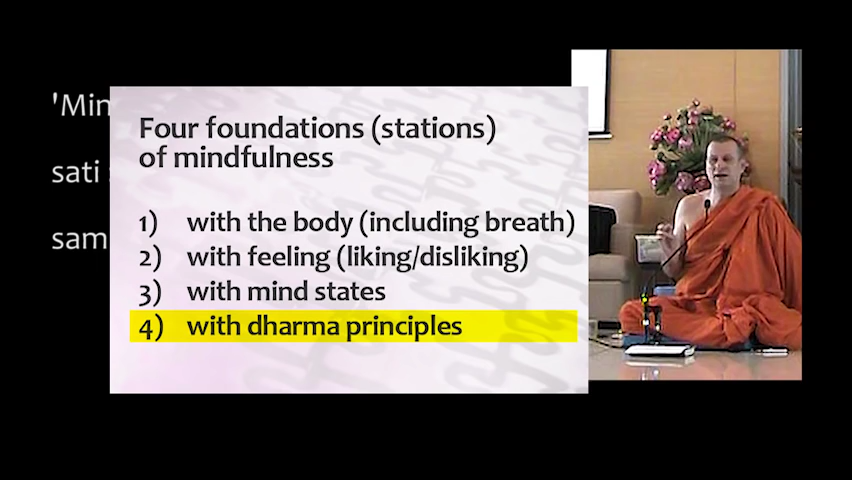 'Min
sati
sam
Four foundations (stations)
of mindfulness
1) with the body (including breath)
2) with feeling (liking/disliking)
3) with mind states
4) with dharma principles